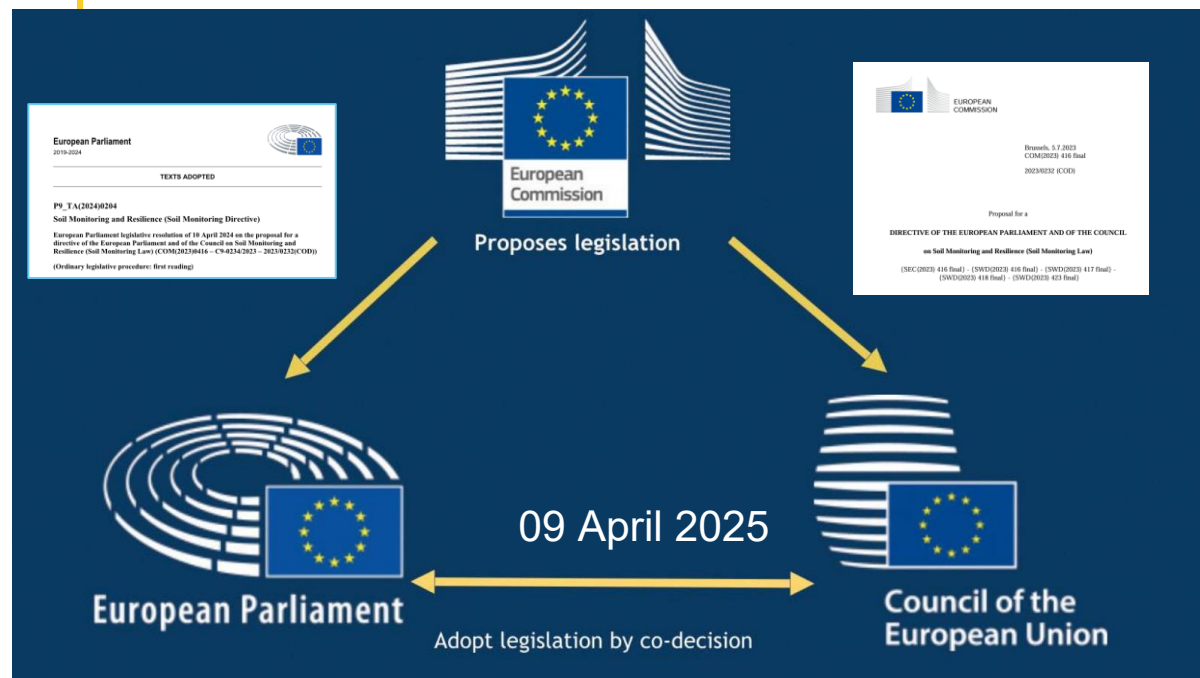 European Parliament
2019-2024
TEXTS ADOPTED
P9_TA(2024)0204
Soil Monitoring and Resilience (Soil Monitoring Directive)
European Parliament legislative resolution of 10 April 2024 on the proposal for a
directive of the European Parliament and of the Council on Soil Monitoring and
Resilience (Soil Monitoring Law) (COM(2023)0416 – C9-0234/2023 – 2023/0232(COD))
(Ordinary legislative procedure: first reading)
European
Commission
Proposes legislation
EUROPEAN
COMMISSION
Brussels, 5.7.2023
COM(2023) 416 final
2023/0232 (COD)
Proposal for a
DIRECTIVE OF THE EUROPEAN PARLIAMENT AND OF THE COUNCIL
on Soil Monitoring and Resilience (Soil Monitoring Law)
{SEC(2023) 416 final} - {SWD(2023) 416 final} - {SWD(2023) 417 final} -
{SWD(2023) 418 final} - {SWD(2023) 423 final}
09 April 2025
European Parliament
Adopt legislation by co-decision
Council of the
European Union